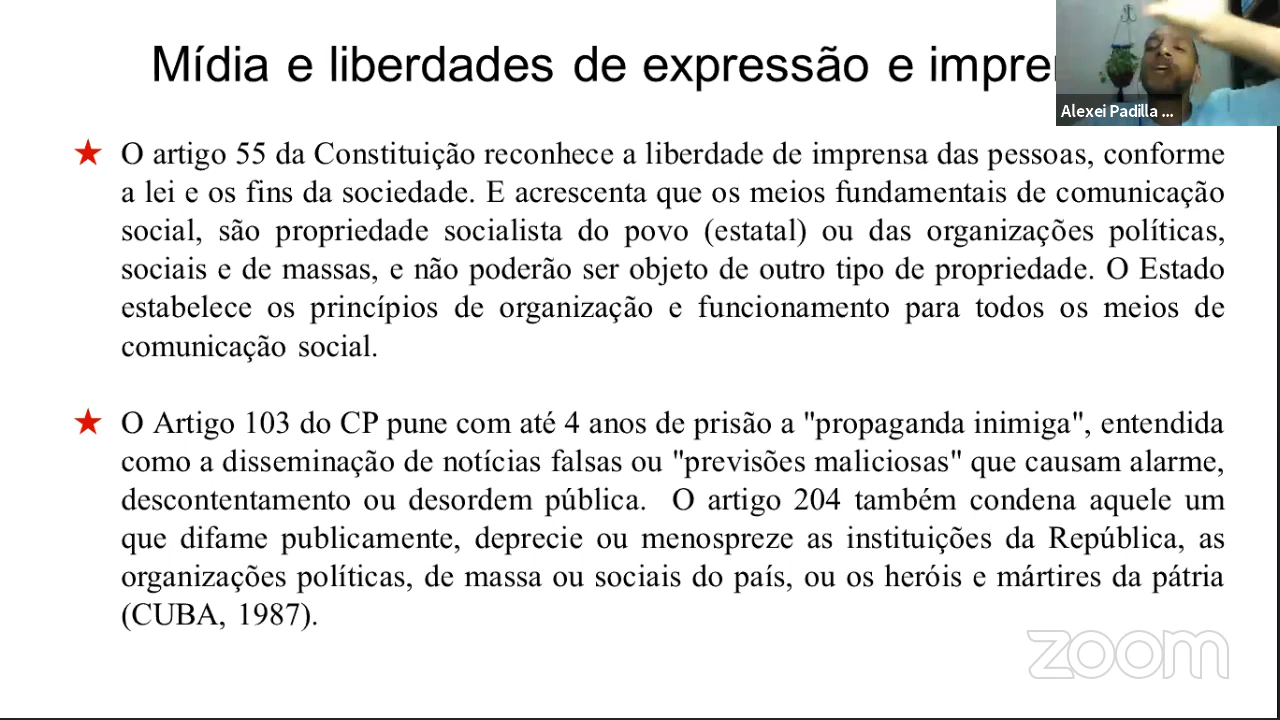 Mídia e liberdades de expressão e
Alexei Padilla ...
★ O artigo 55 da Constituição reconhece a liberdade de imprensa das pessoas, conforme
a lei e os fins da sociedade. E acrescenta que os meios fundamentais de comunicação
social, são propriedade socialista do povo (estatal) ou das organizações políticas,
sociais e de massas, e não poderão ser objeto de outro tipo de propriedade. O Estado
estabelece os princípios de organização e funcionamento para todos os meios de
comunicação social.
★ O Artigo 103 do CP pune com até 4 anos de prisão a "propaganda inimiga", entendida
como a disseminação de notícias falsas ou "previsões maliciosas" que causam alarme,
descontentamento ou desordem pública. O artigo 204 também condena aquele um
que difame publicamente, deprecie ou menospreze as instituições da República, as
organizações políticas, de massa ou sociais do país, ou os heróis e mártires da pátria
(CUBA, 1987).
zoom